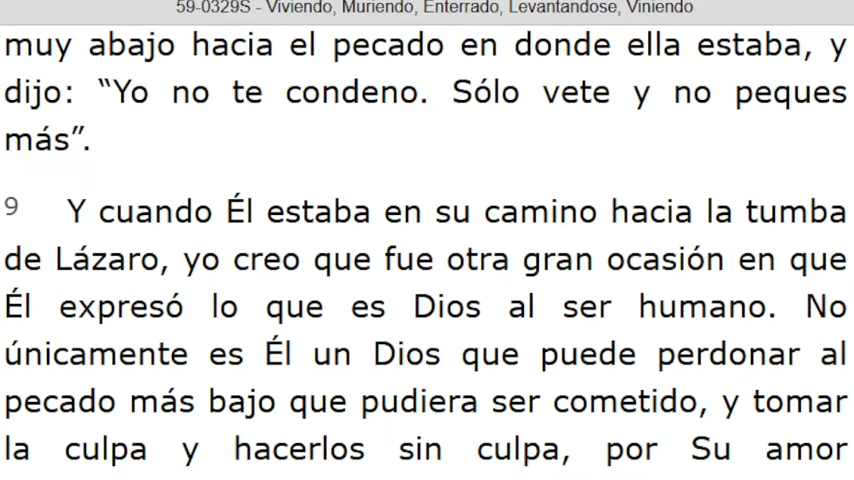 59-0329S - Viviendo, Muriendo, Enterrado, Levantandose, Viniendo
muy abajo hacia el pecado en donde ella estaba, y
dijo: “Yo no te condeno. Sólo vete y no peques
más”.
9 Y cuando Él estaba en su camino hacia la tumba
de Lázaro, yo creo que fue otra gran ocasión en que
Él expresó lo que es Dios al ser humano. No
únicamente es Él un Dios que puede perdonar al
pecado más bajo que pudiera ser cometido, y tomar
la culpa y hacerlos sin culpa, por Su amor